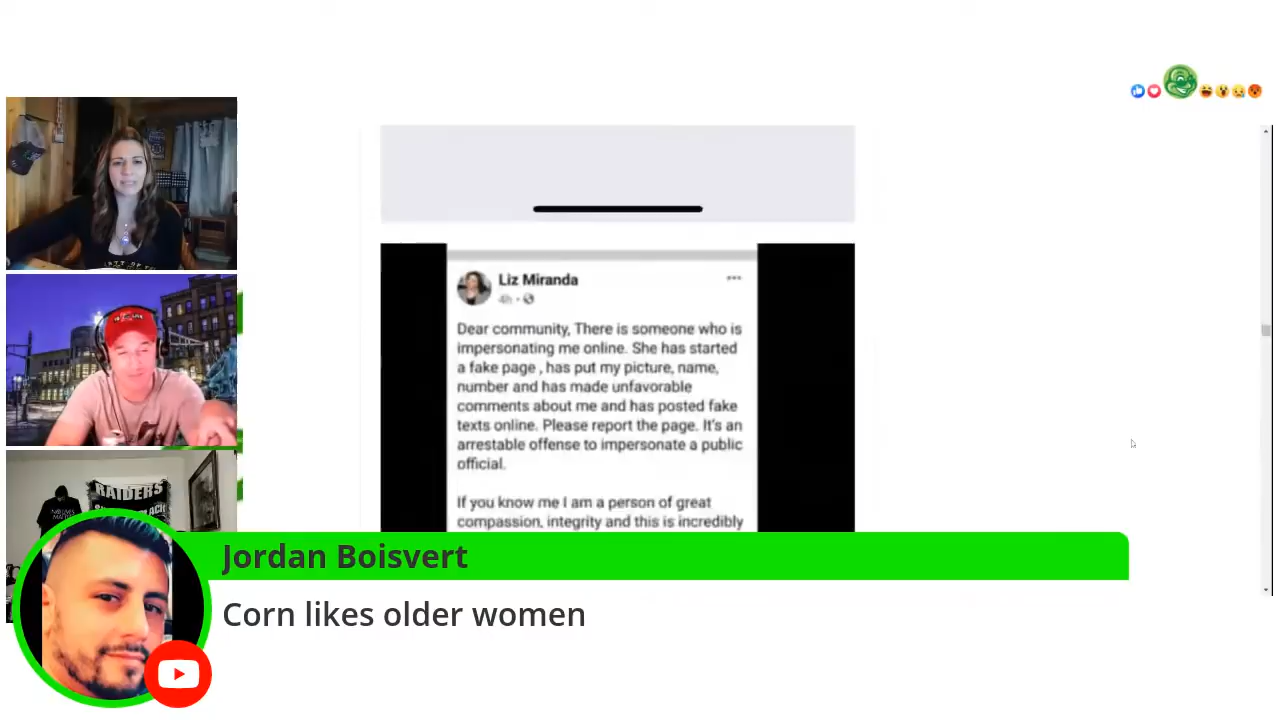 Liz Miranda
4h
Dear community, There is someone who is
impersonating me online. She has started
a fake page , has put my picture, name,
number and has made unfavorable
comments about me and has posted fake
texts online. Please report the page. It's an
arrestable offense to impersonate a public
official.
If you know me I am a person of great
compassion, integrity and this is incredibly
RAIDERS
Jordan Boisvert
Corn likes older women